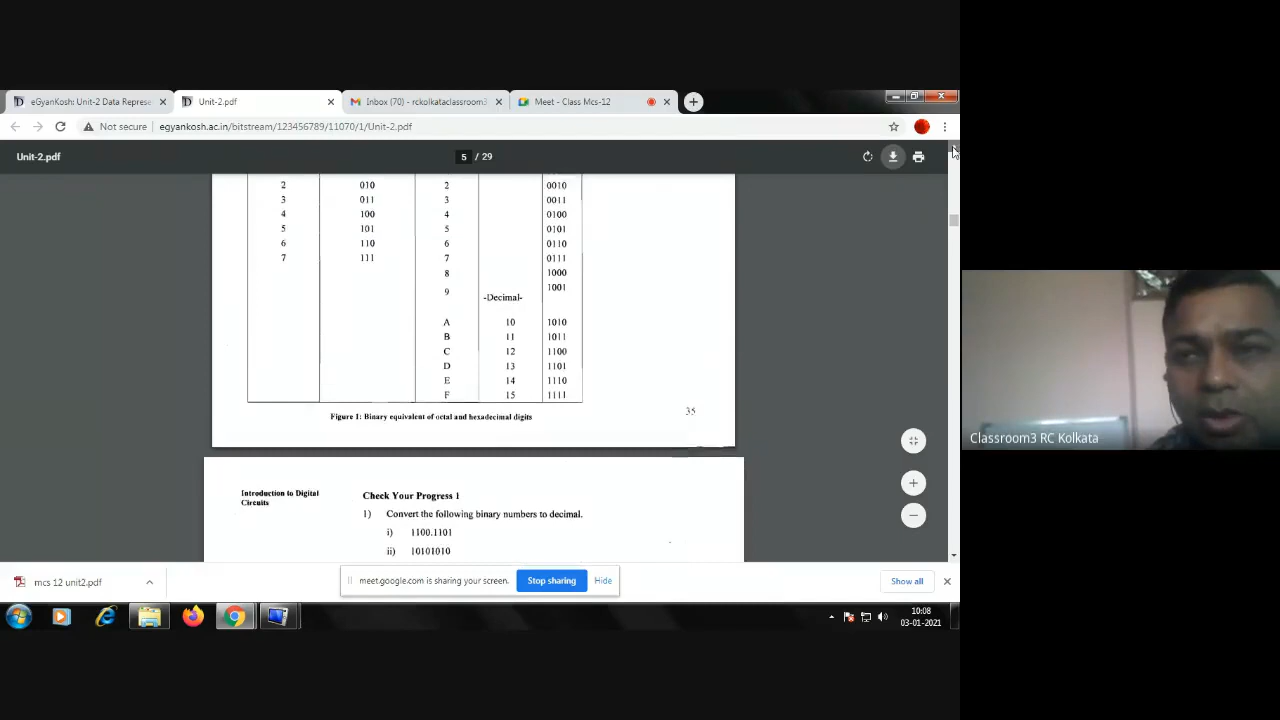 eGyanKosh: Unit-2 Data Represe
Unit-2.pdf
Inbox (70) - rckolkataclassroom3
Meet - Class Mcs-12
Not secure
egyankosh.ac.in/bitstream/123456789/11070/1/Unit-2.pdf
Unit-2.pdf
5 / 29
2 010 2 0010
3 011 3 0011
4 100 4 0100
5 101 5 0101
6 110 6 0110
7 111 7 0111
8 1000
9 1001
-Decimal-
A 10 1010
B 11 1011
C 12 1100
D 13 1101
E 14 1110
F 15 1111
Figure 1: Binary equivalent of octal and hexadecimal digits
35
Introduction to Digital
Circuits
Check Your Progress 1
1) Convert the following binary numbers to decimal.
i) 1100.1101
ii) 10101010
Classroom3 RC Kolkata
mcs 12 unit2.pdf
meet.google.com is sharing your screen.
Stop sharing
Hide
Show all
10:08
03-01-2021